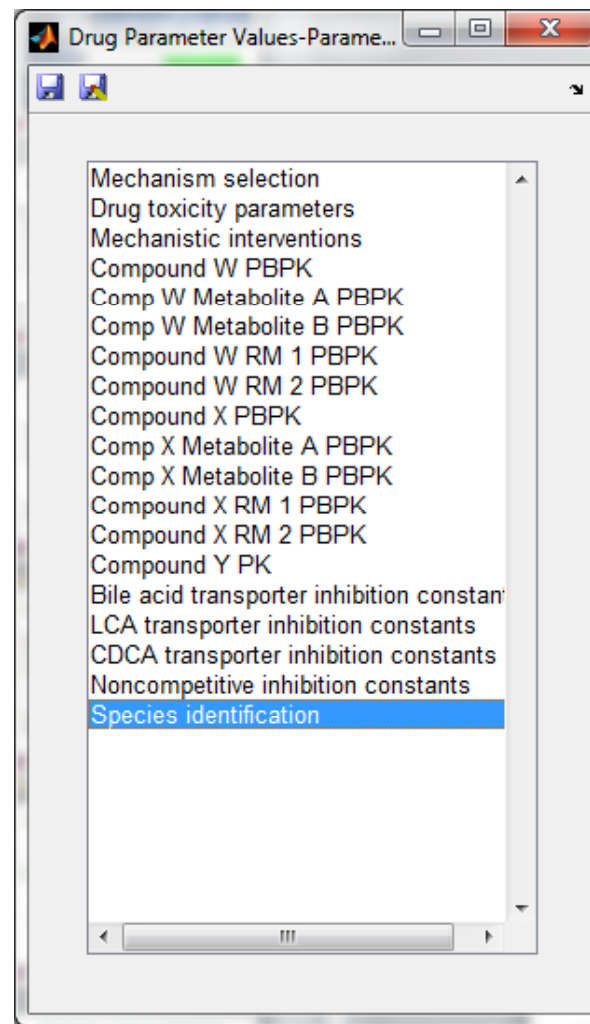 Drug Parameter Values-Parame...
Mechanism selection
Drug toxicity parameters
Mechanistic interventions
Compound W PBPK
Comp W Metabolite A PBPK
Comp W Metabolite B PBPK
Compound W RM 1 PBPK
Compound W RM 2 PBPK
Compound X PBPK
Comp X Metabolite A PBPK
Comp X Metabolite B PBPK
Compound X RM 1 PBPK
Compound X RM 2 PBPK
Compound Y PK
Bile acid transporter inhibition constan
LCA transporter inhibition constants
CDCA transporter inhibition constants
Noncompetitive inhibition constants
Species identification